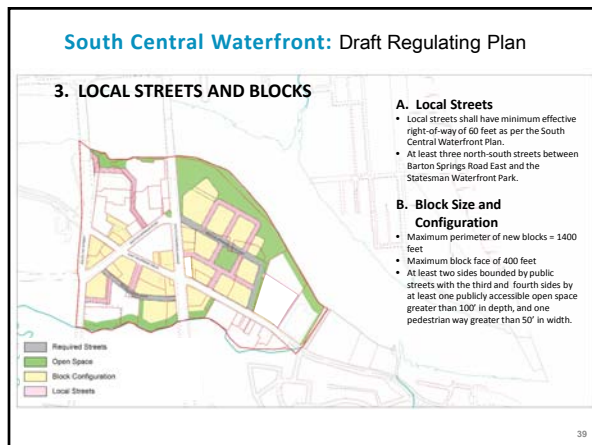 South Central Waterfront: Draft Regulating Plan
3. LOCAL STREETS AND BLOCKS
A. Local Streets
• Local streets shall have minimum effective
right-of-way of 60 feet as per the South
Central Waterfront Plan.
• At least three north-south streets between
Barton Springs Road East and the
Statesman Waterfront Park.
B. Block Size and
Configuration
• Maximum perimeter of new blocks = 1400
feet
• Maximum block face of 400 feet
• At least two sides bounded by public
streets with the third and fourth sides by
at least one publicly accessible open space
greater than 100' in depth, and one
pedestrian way greater than 50' in width.
Required Streets
Open Space
Block Configuration
Local Streets
39